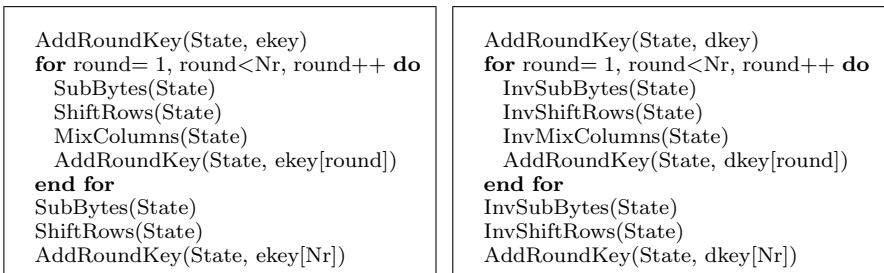 AddRoundKey(State, ekey)
for round= 1, round<Nr, round++ do
SubBytes(State)
ShiftRows(State)
MixColumns(State)
AddRoundKey(State, ekey[round])
end for
SubBytes(State)
ShiftRows(State)
AddRoundKey(State, ekey[Nr])
AddRoundKey(State, dkey)
for round= 1, round<Nr, round++ do
InvSubBytes(State)
InvShiftRows(State)
InvMixColumns(State)
AddRoundKey(State, dkey[round])
end for
InvSubBytes(State)
InvShiftRows(State)
AddRoundKey(State, dkey[Nr])